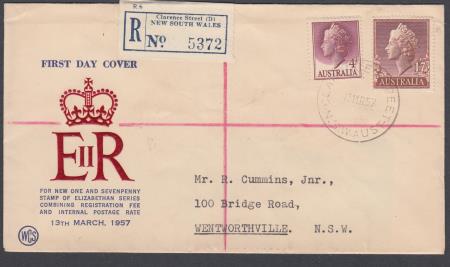 R 6
Clarence Street (D)
NEW SOUTH WALES
R No. 5372
FIRST DAY COVER
4D
AUSTRALIA
1/7
AUSTRALIA
E II R
FOR NEW ONE AND SEVENPENNY
STAMP OF ELIZABETHAN SERIES
COMBINING REGISTRATION FEE
AND INTERNAL POSTAGE RATE
13TH MARCH, 1957
WCS
Mr. R. Cummins, Jnr.,
100 Bridge Road,
WENTWORTHVILLE. N.S.W.